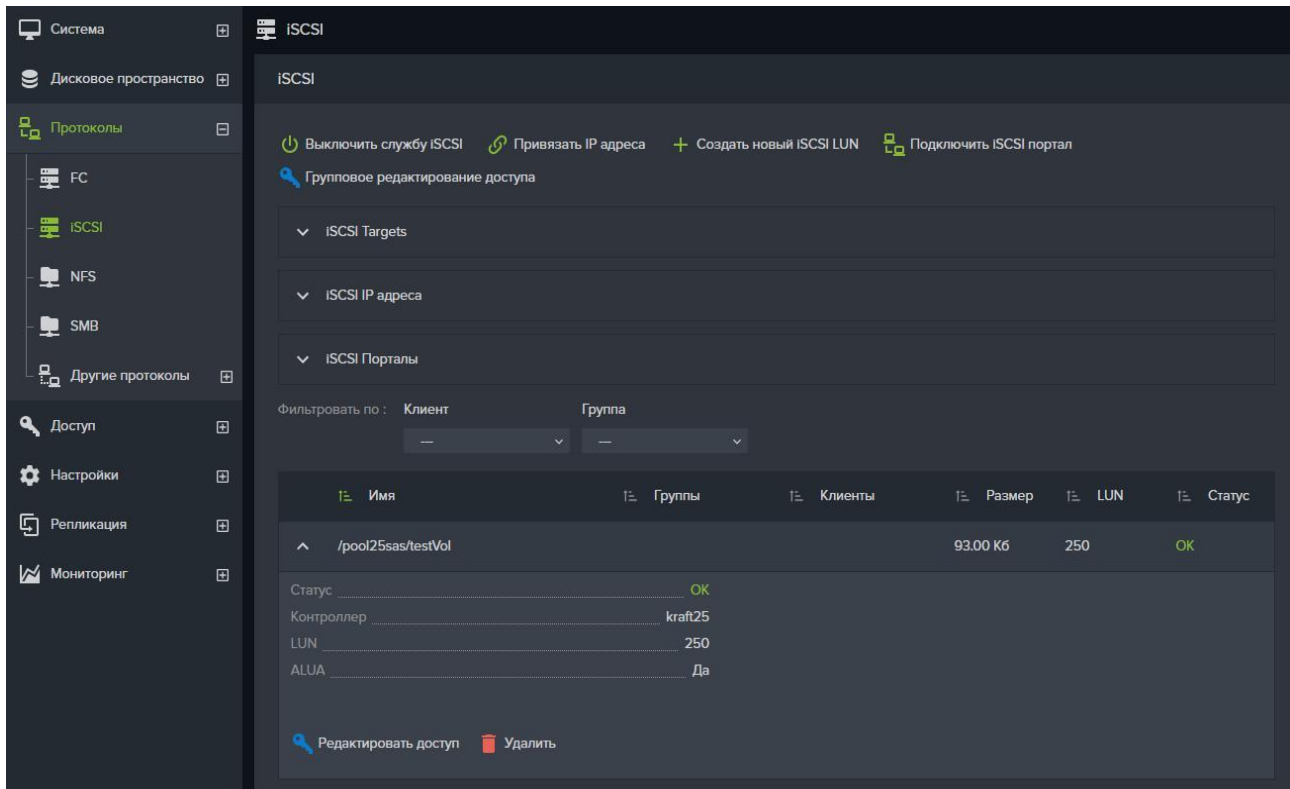 Система
Дисковое пространство
Протоколы
FC
iSCSI
NFS
SMB
Другие протоколы
Доступ
Настройки
Репликация
Мониторинг
iSCSI
iSCSI
Выключить службу iSCSI Привязать IP адреса Создать новый iSCSI LUN Подключить iSCSI портал
Групповое редактирование доступа
iSCSI Targets
iSCSI IP адреса
iSCSI Порталы
Фильтровать по : Клиент Группа
--- ---
Имя Группы Клиенты Размер LUN Статус
/pool25sas/testVol 93.00 Кб 250 OK
Статус OK
Контроллер kraft25
LUN 250
ALUA Да
Редактировать доступ Удалить